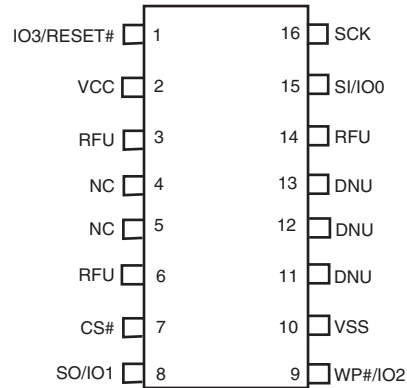 IO3/RESET# 1 16 SCK
VCC 2 15 SI/IO0
RFU 3 14 RFU
NC 4 13 DNU
NC 5 12 DNU
RFU 6 11 DNU
CS# 7 10 VSS
SO/IO1 8 9 WP#/IO2